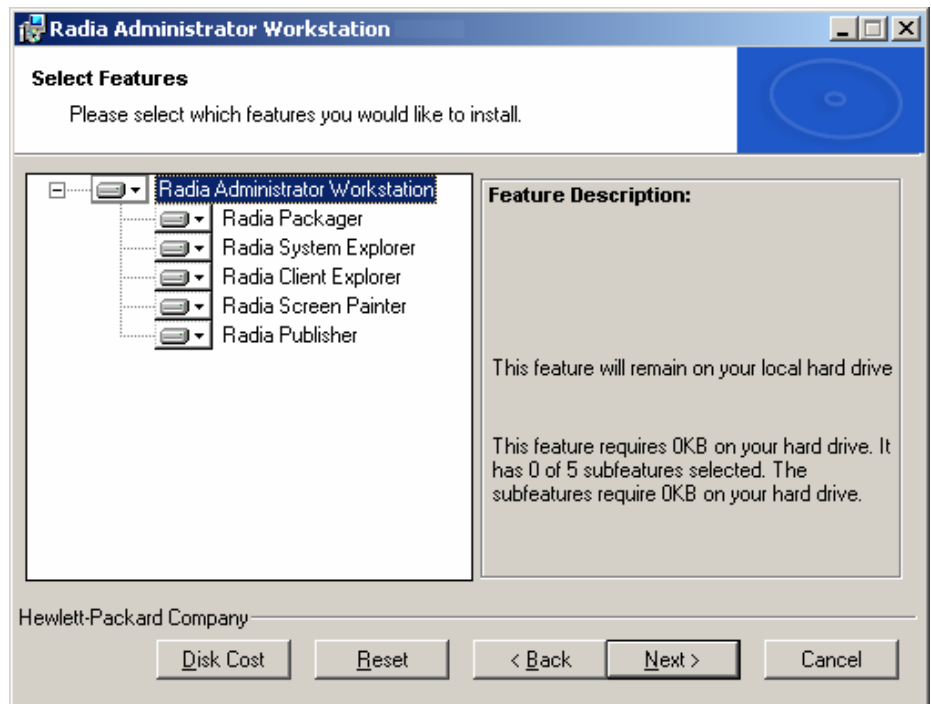 Radia Administrator Workstation
Select Features
Please select which features you would like to install.
Radia Administrator Workstation
Radia Packager
Radia System Explorer
Radia Client Explorer
Radia Screen Painter
Radia Publisher
Feature Description:
This feature will remain on your local hard drive
This feature requires 0KB on your hard drive. It
has 0 of 5 subfeatures selected. The
subfeatures require 0KB on your hard drive.
Hewlett-Packard Company
Disk Cost
Reset
< Back
Next >
Cancel